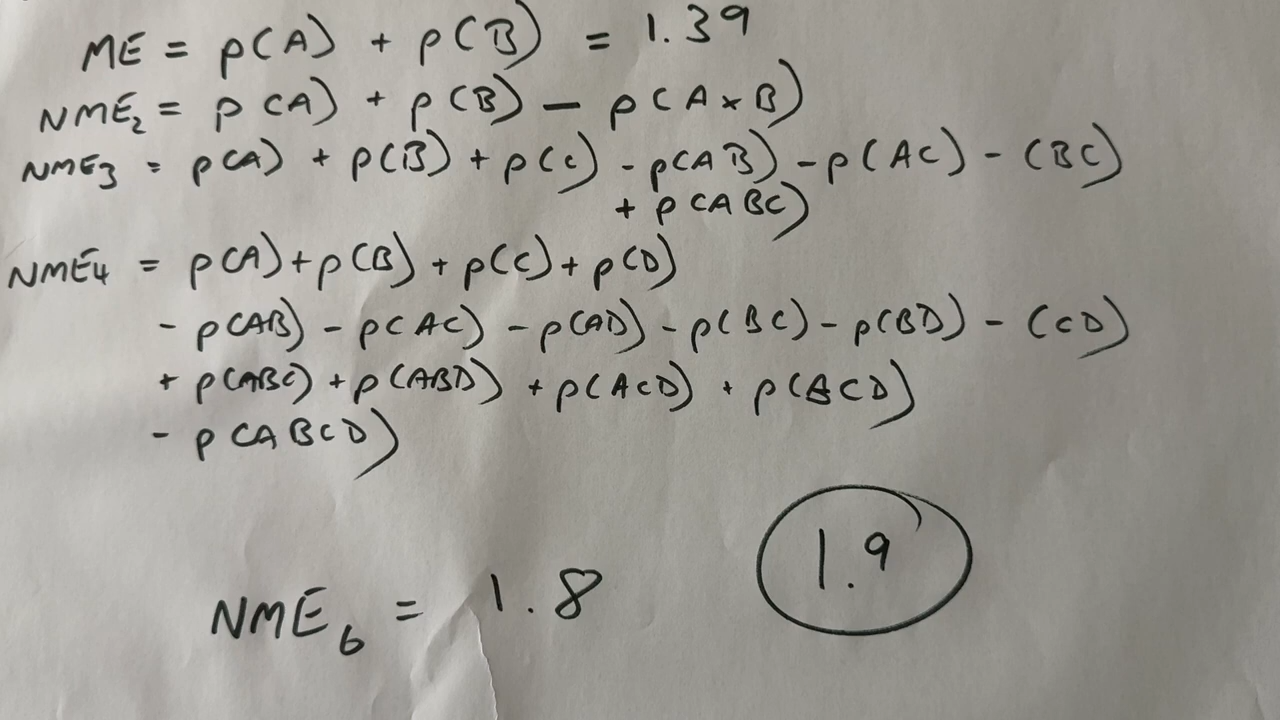 ME = p(A) + p(B) = 1.39
NME₂ = p(A) + p(B) - p(A×B)
NME₃ = p(A) + p(B) + p(C) - p(AB) - p(AC) - (BC)
+ p(ABC)
NME₄ = p(A) + p(B) + p(C) + p(D)
- p(AB) - p(AC) - p(AD) - p(BC) - p(BD) - (CD)
+ p(ABC) + p(ABD) + p(ACD) + p(BCD)
- p(ABCD)
1.9
NME₆ = 1.8